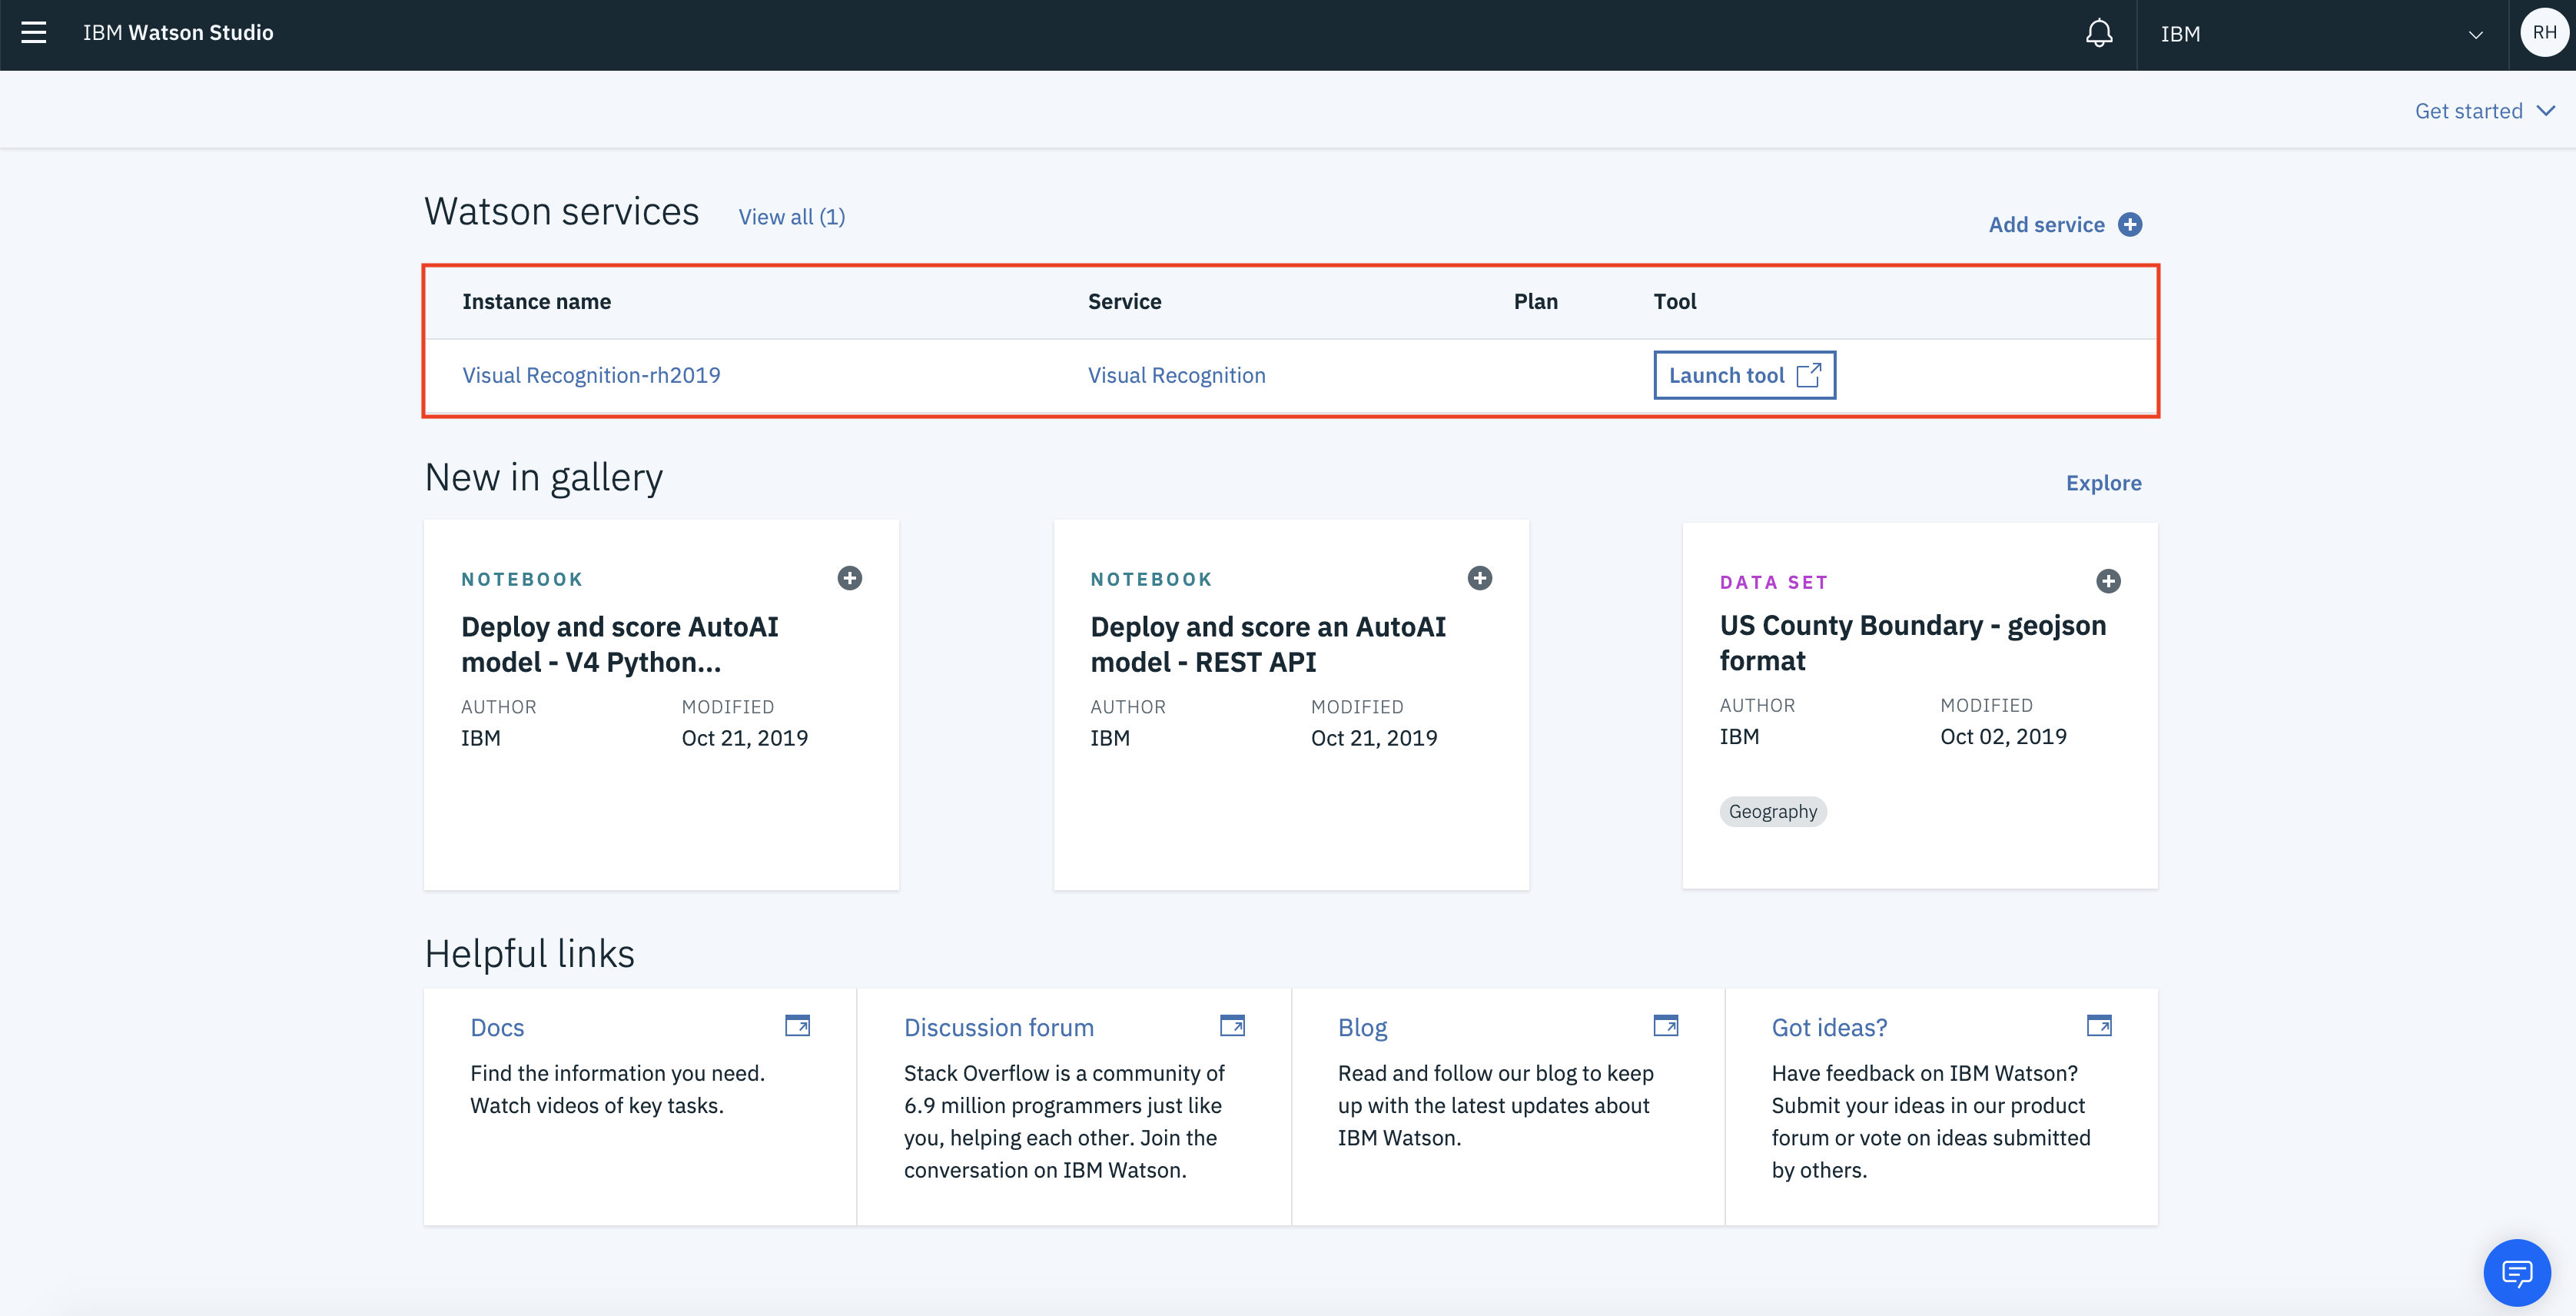 IBM Watson Studio
IBM
RH
Get started
Watson services View all (1)
Add service
Instance name Service Plan Tool
Visual Recognition-rh2019 Visual Recognition Launch tool
New in gallery
Explore
NOTEBOOK
Deploy and score AutoAI
model - V4 Python...
AUTHOR MODIFIED
IBM Oct 21, 2019
NOTEBOOK
Deploy and score an AutoAI
model - REST API
AUTHOR MODIFIED
IBM Oct 21, 2019
DATA SET
US County Boundary - geojson
format
AUTHOR MODIFIED
IBM Oct 02, 2019
Geography
Helpful links
Docs
Find the information you need.
Watch videos of key tasks.
Discussion forum
Stack Overflow is a community of
6.9 million programmers just like
you, helping each other. Join the
conversation on IBM Watson.
Blog
Read and follow our blog to keep
up with the latest updates about
IBM Watson.
Got ideas?
Have feedback on IBM Watson?
Submit your ideas in our product
forum or vote on ideas submitted
by others.